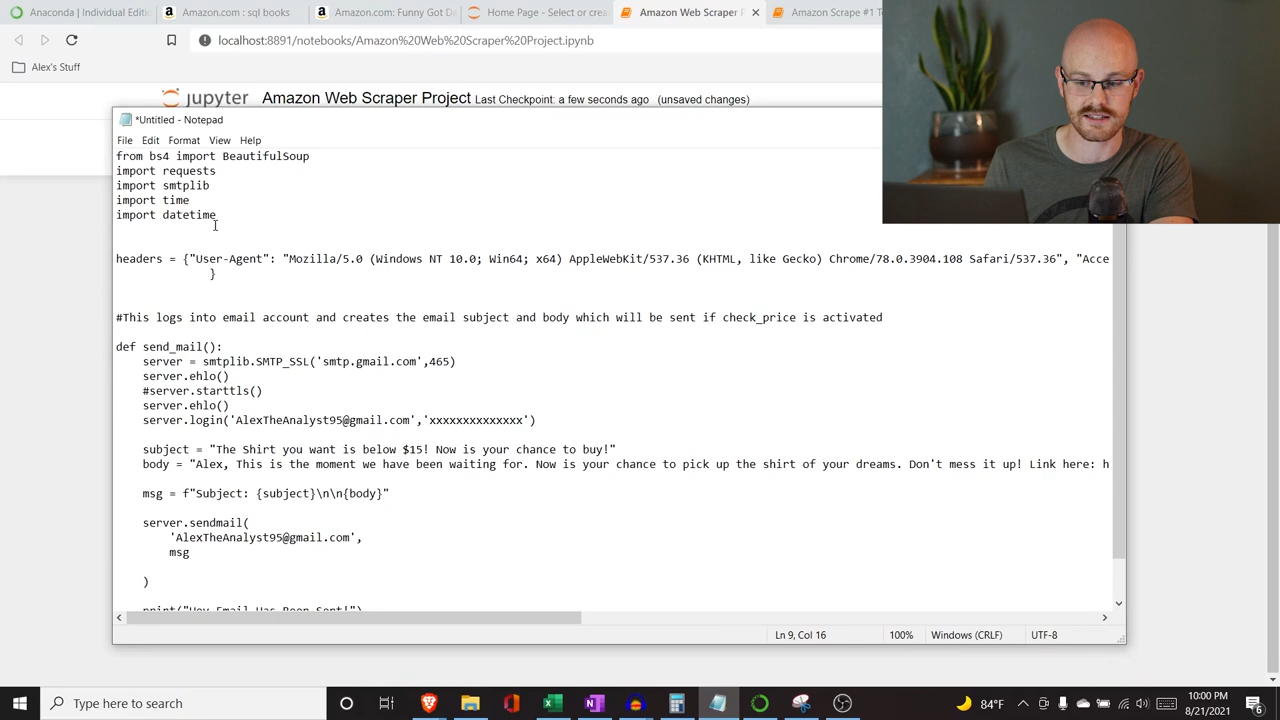 Anaconda | Individual Edition
Amazon.com : sql books
Amazon.com: Funny Got Da
Home Page - Select or crea
Amazon Web Scraper P
Amazon Scrape #1 T
localhost:8891/notebooks/Amazon%20Web%20Scraper%20Project.ipynb
Alex's Stuff
jupyter Amazon Web Scraper Project Last Checkpoint: a few seconds ago (unsaved changes)
*Untitled - Notepad
File Edit Format View Help
from bs4 import BeautifulSoup
import requests
import smtplib
import time
import datetime
headers = {"User-Agent": "Mozilla/5.0 (Windows NT 10.0; Win64; x64) AppleWebKit/537.36 (KHTML, like Gecko) Chrome/78.0.3904.108 Safari/537.36", "Acce
}
#This logs into email account and creates the email subject and body which will be sent if check_price is activated
def send_mail():
server = smtplib.SMTP_SSL('smtp.gmail.com',465)
server.ehlo()
#server.starttls()
server.ehlo()
server.login('AlexTheAnalyst95@gmail.com','xxxxxxxxxxxxxx')
subject = "The Shirt you want is below $15! Now is your chance to buy!"
body = "Alex, This is the moment we have been waiting for. Now is your chance to pick up the shirt of your dreams. Don't mess it up! Link here: h
msg = f"Subject: {subject}\n\n{body}"
server.sendmail(
'AlexTheAnalyst95@gmail.com',
msg
)
print("Hey Email Has Been Sent!")
Ln 9, Col 16
100%
Windows (CRLF)
UTF-8
Type here to search
84°F
10:00 PM
8/21/2021
6